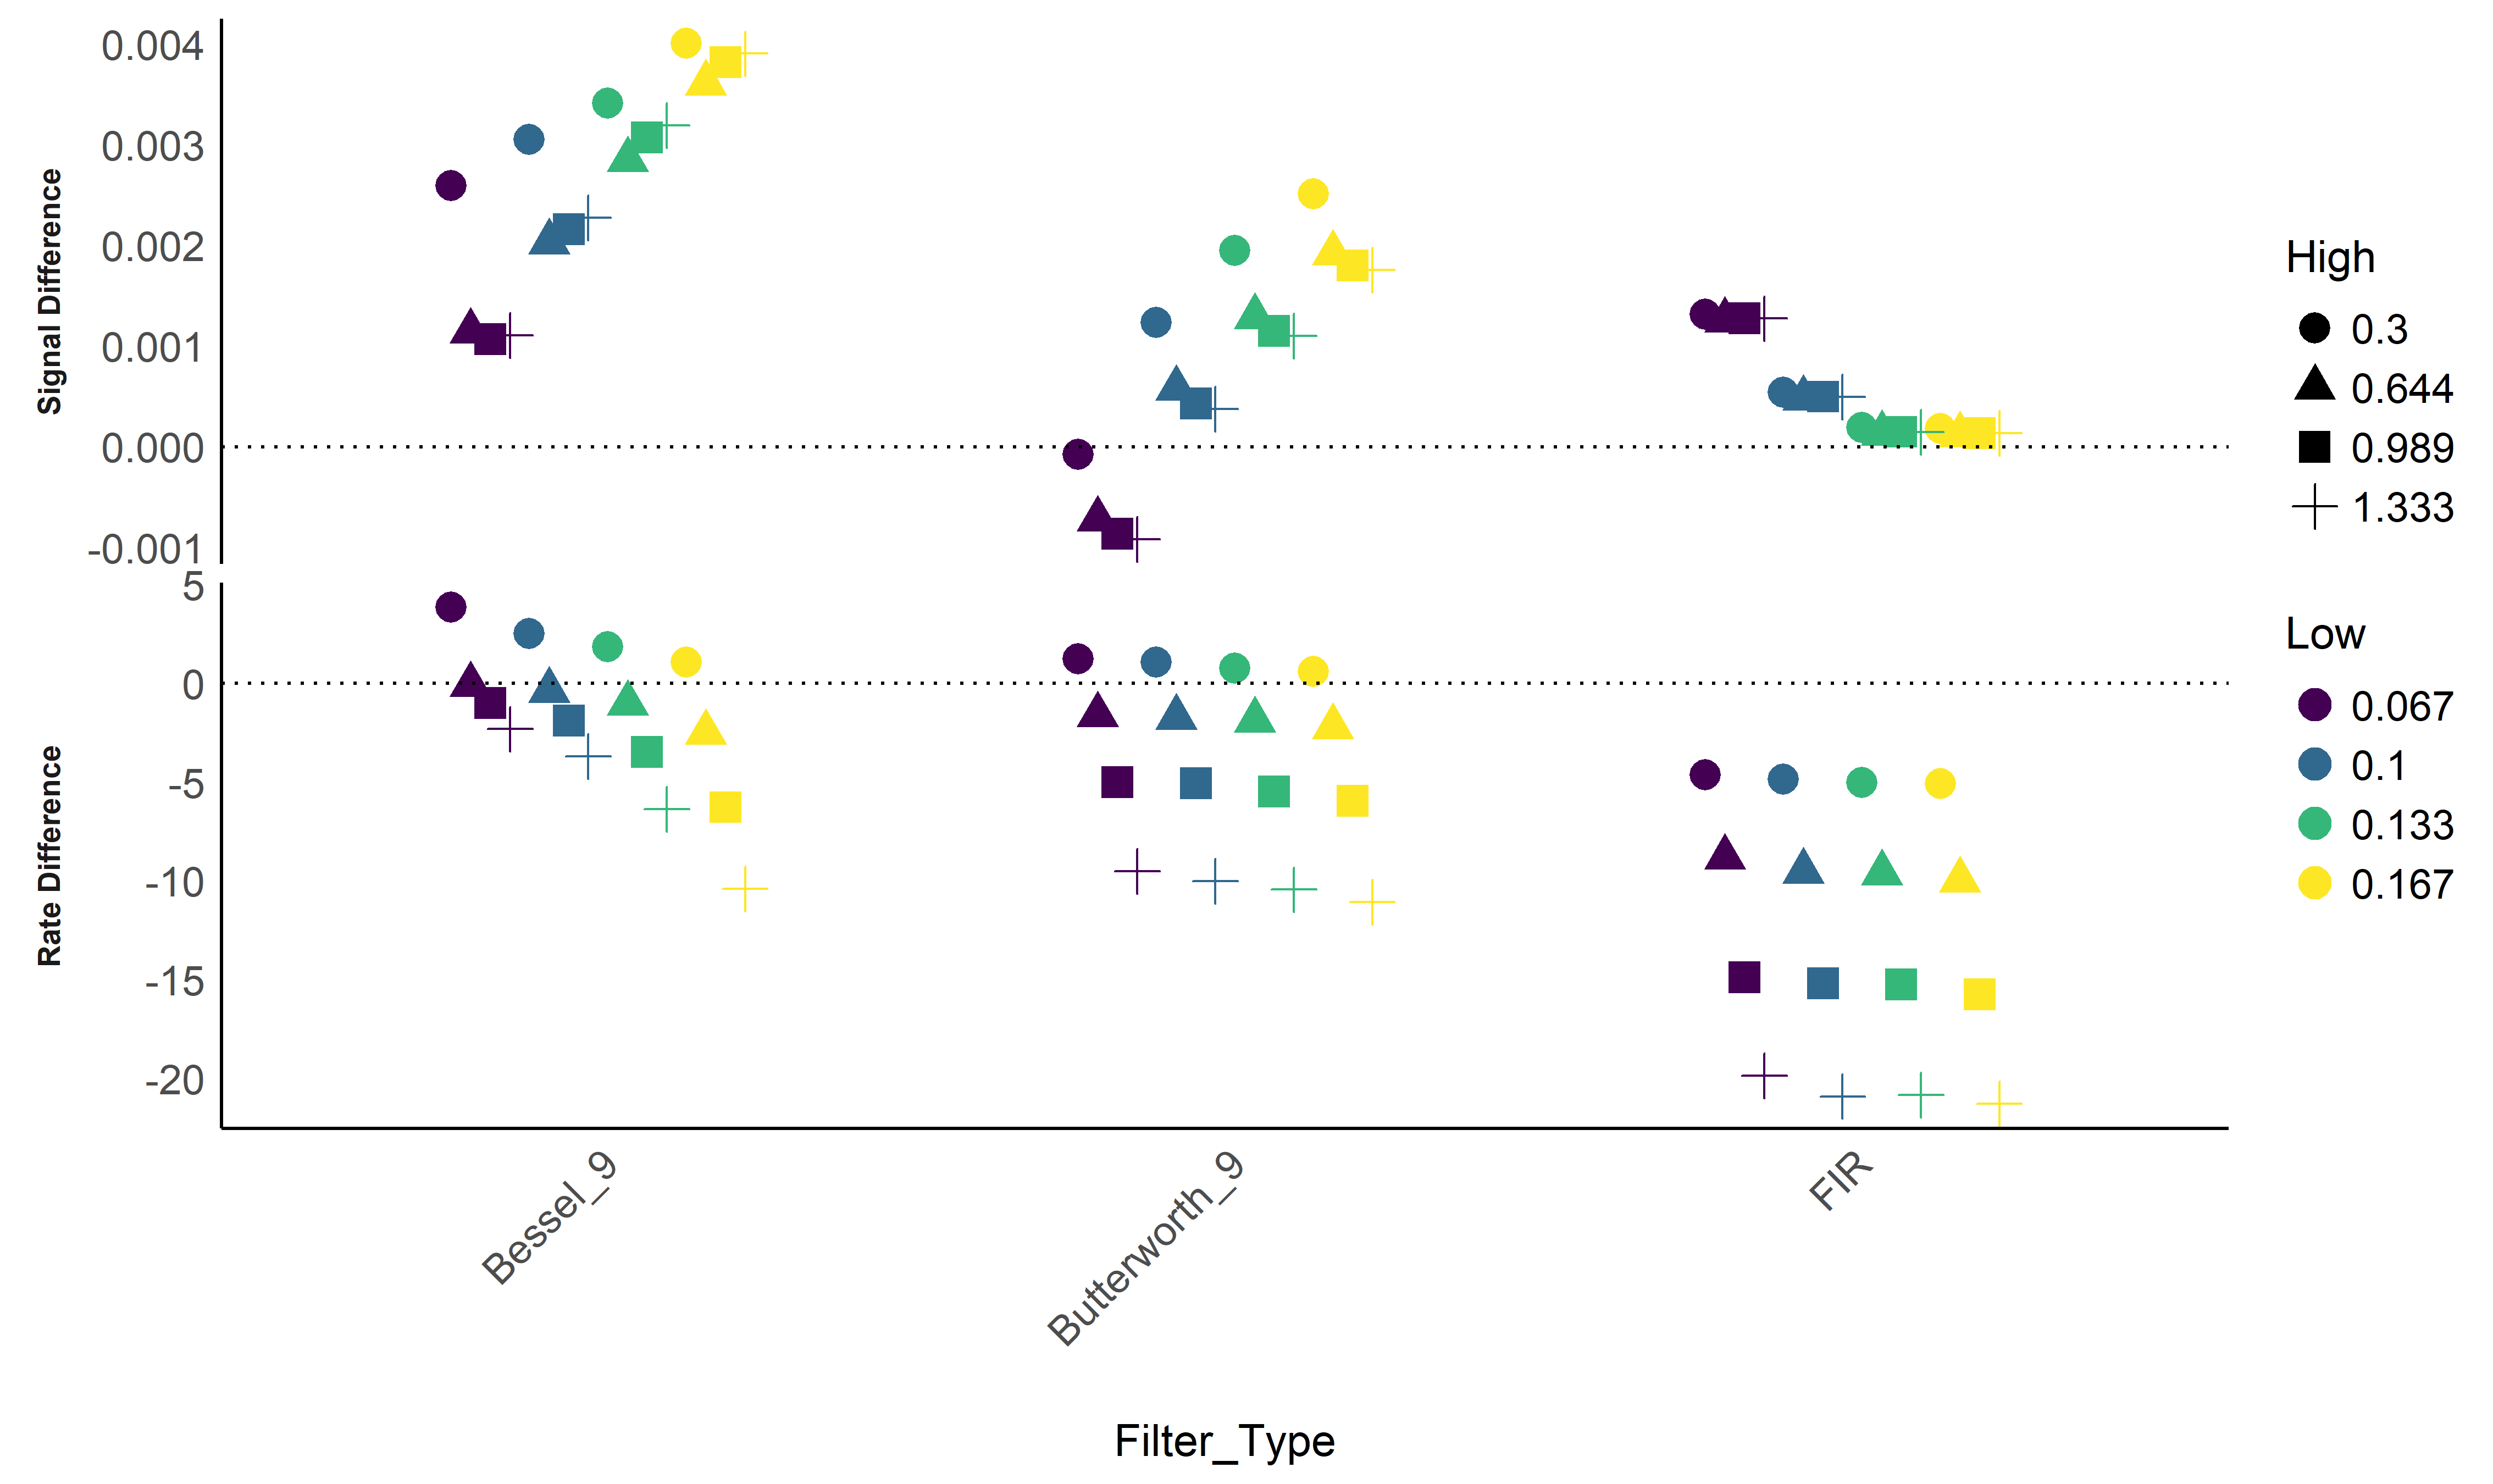 Signal Difference
0.004
0.003
0.002
0.001
0.000
-0.001
Rate Difference
5
0
-5
-10
-15
-20
Bessel_9
Butterworth_9
FIR
Filter_Type
High
0.3
0.644
0.989
1.333
Low
0.067
0.1
0.133
0.167